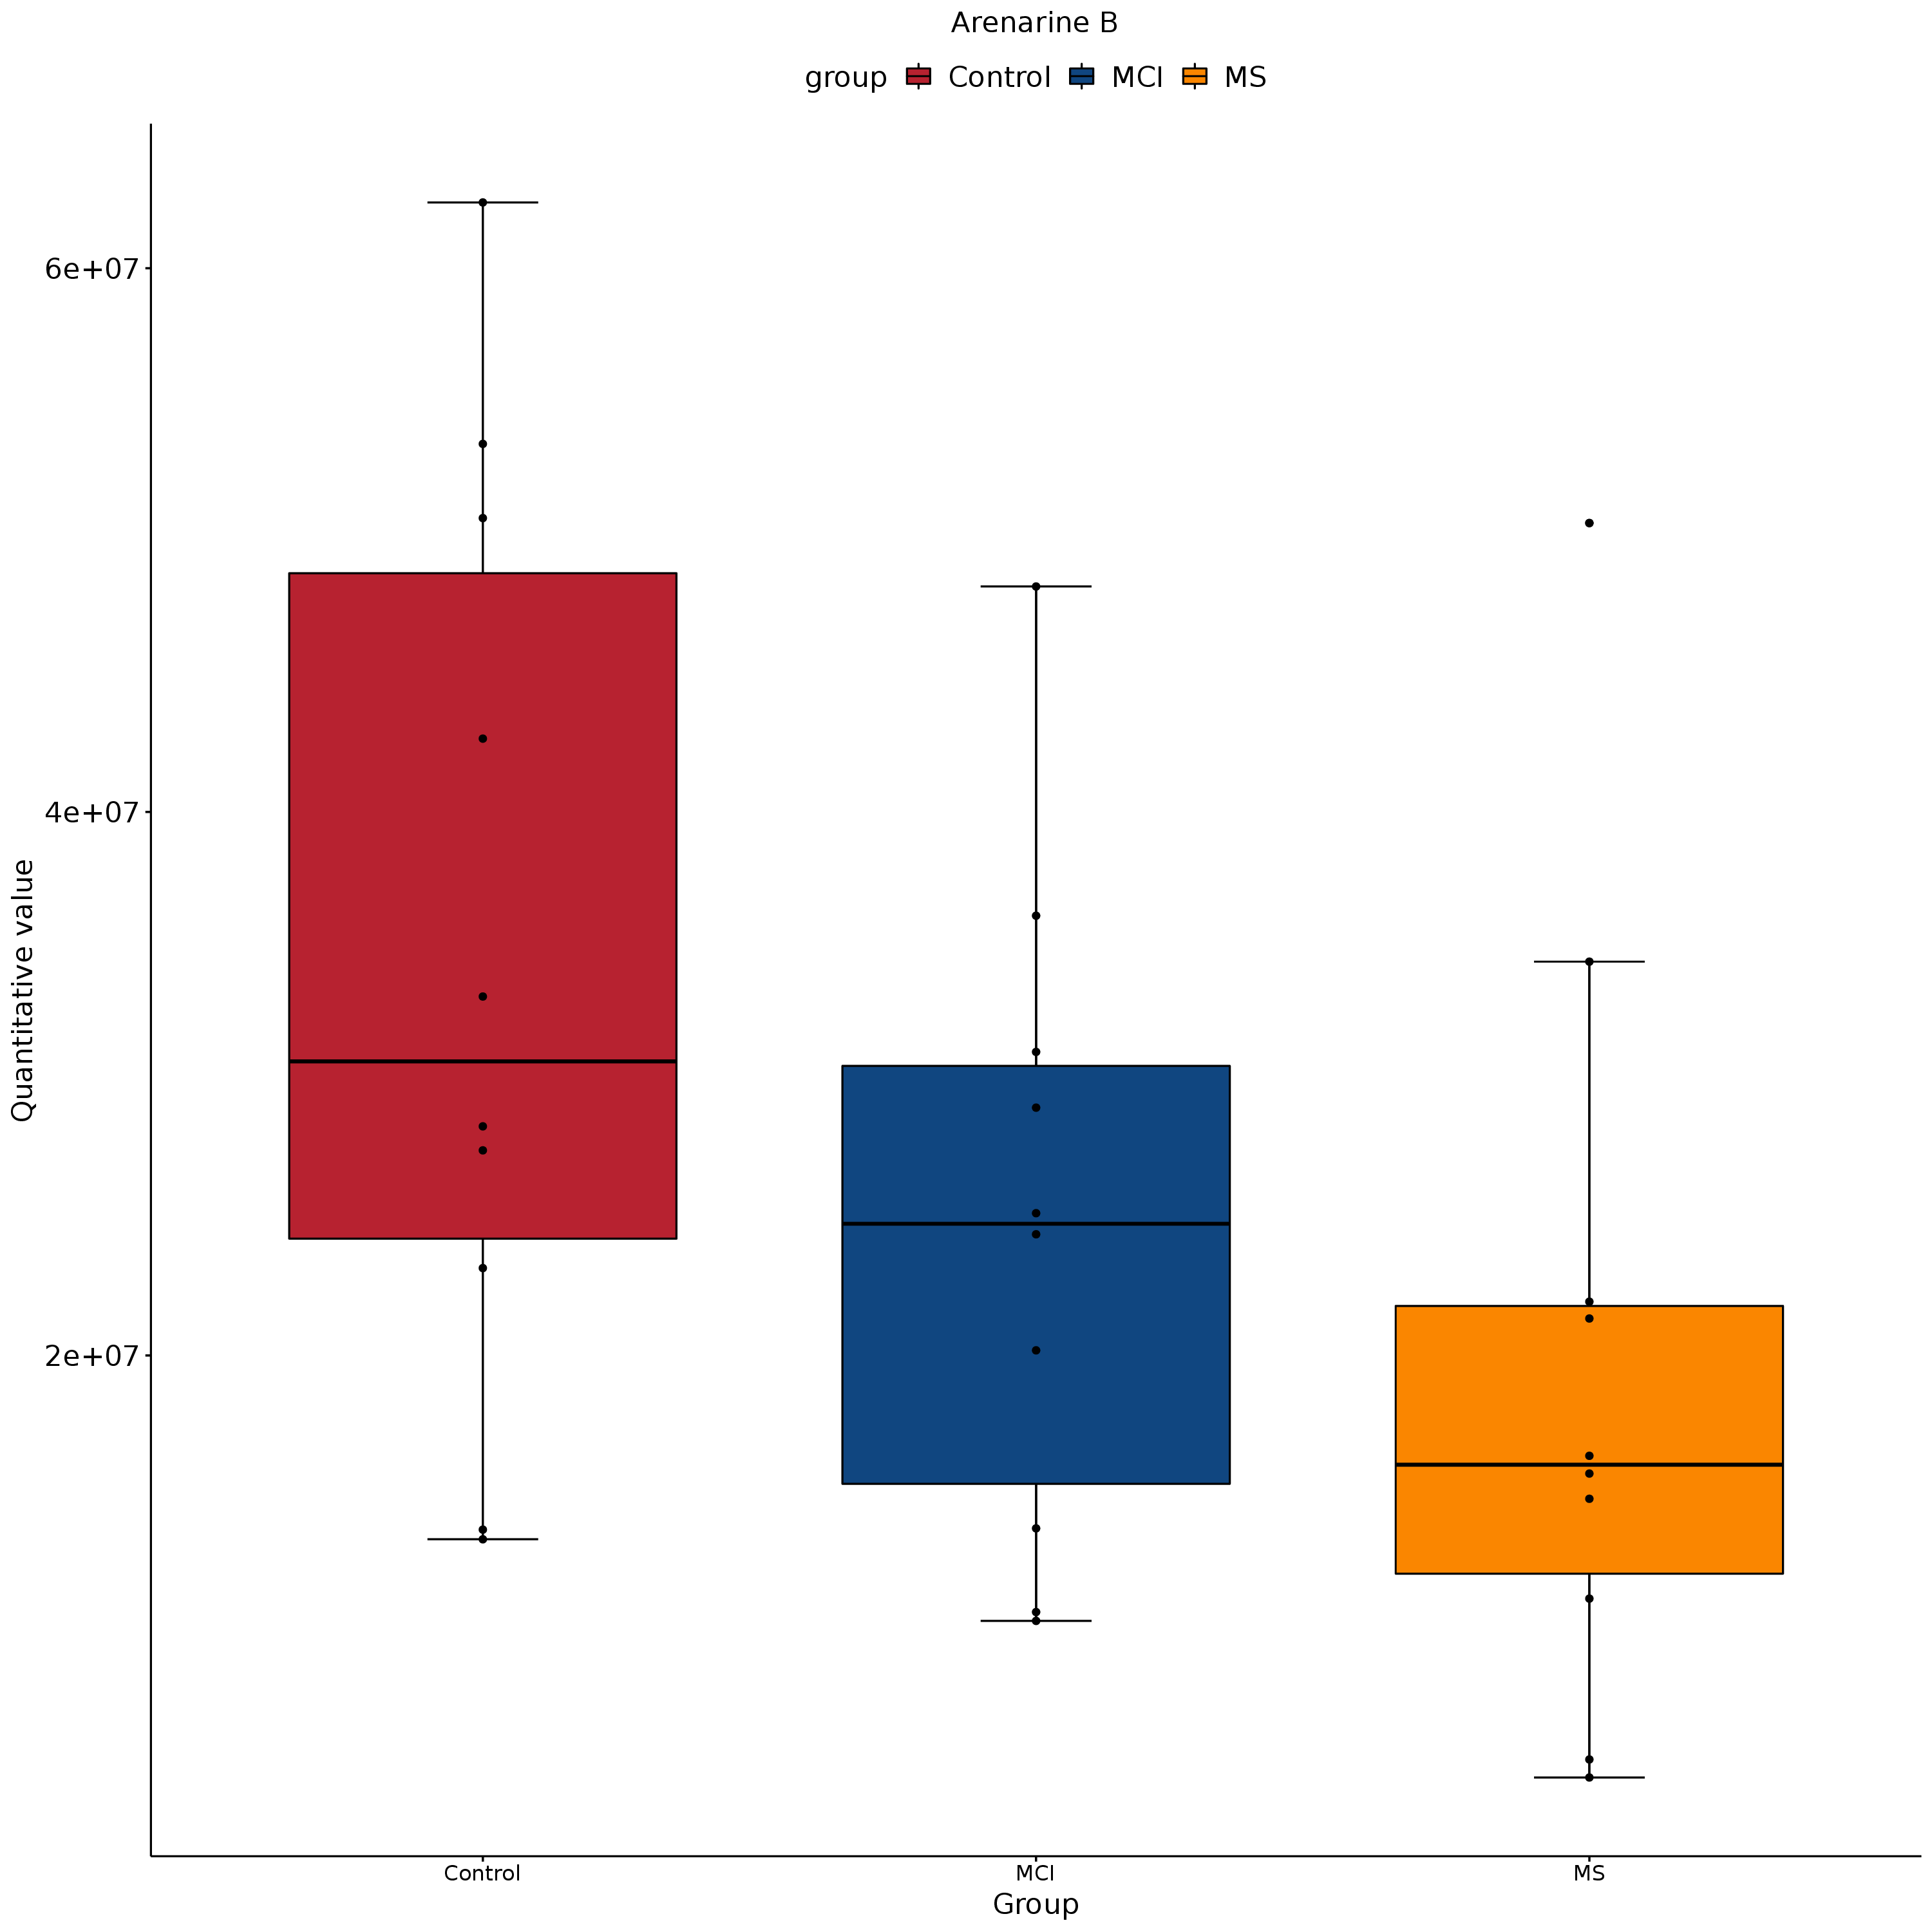 Arenarine B
group Control MCI MS
6e+07
4e+07
2e+07
Quantitative value
Control MCI MS
Group